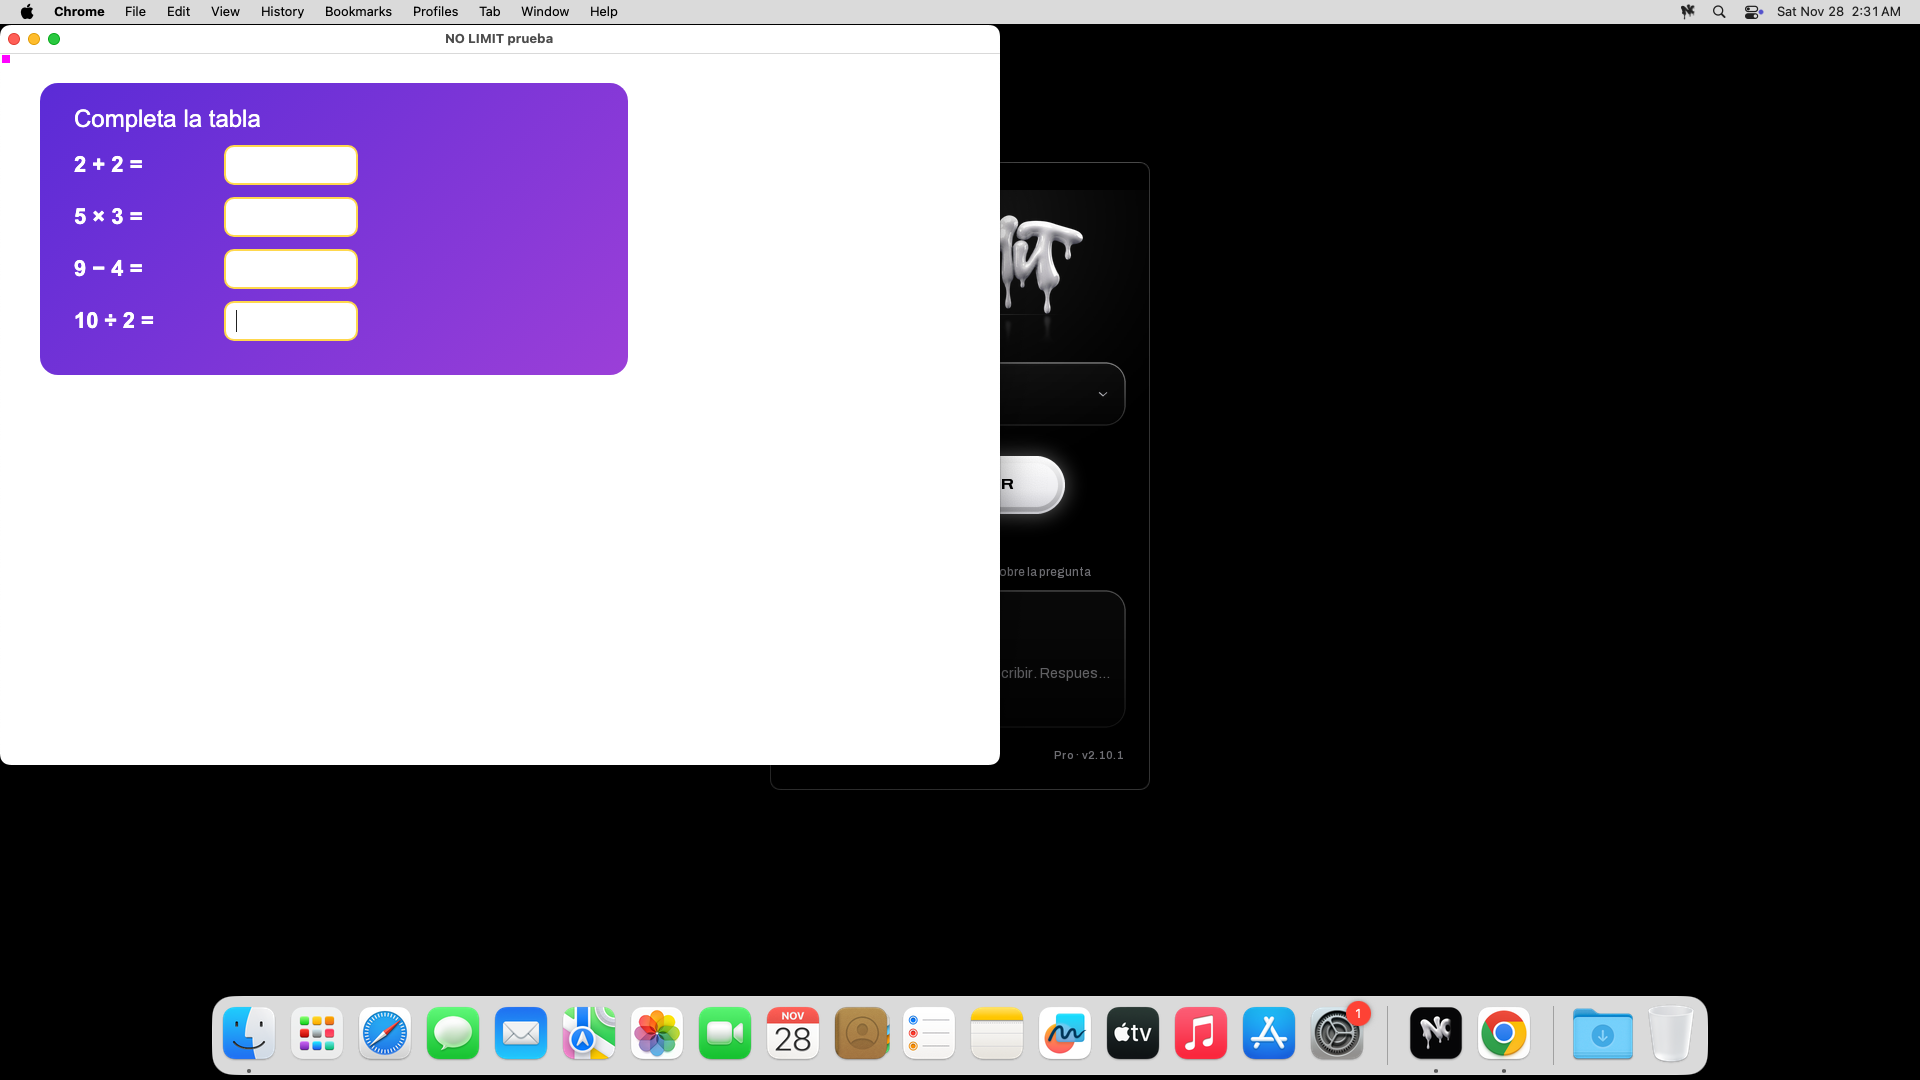 Chrome File Edit View History Bookmarks Profiles Tab Window Help Sat Nov 28 2:31 AM
NO LIMIT prueba
Completa la tabla
2 + 2 =
5 × 3 =
9 − 4 =
10 ÷ 2 =
R
obre la pregunta
cribir. Respues...
Pro · v2.10.1
NOV
28
tv
1